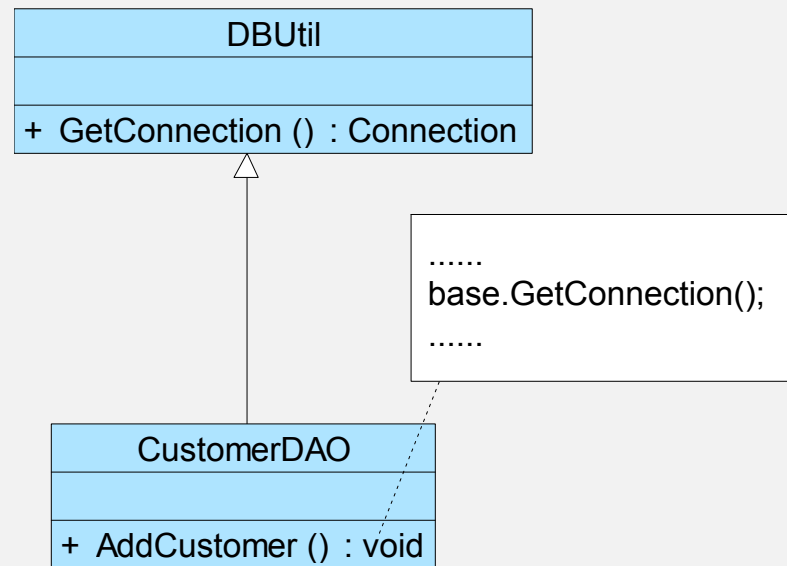 DBUtil
+ GetConnection () : Connection
......
base.GetConnection();
......
CustomerDAO
+ AddCustomer () : void